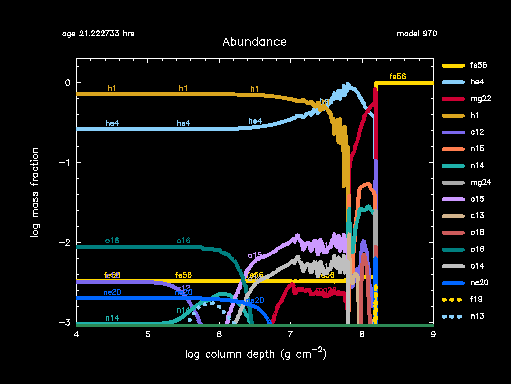 age 21.222733 hrs
model 970
Abundance
fe56
he4
mg22
h1
c12
n15
n14
mg24
o15
c13
o18
o16
o14
ne20
f19
n13
fe56
h1
h1
h1
he4
he4
he4
o16
o16
o15
fe56
fe56
fe56
ne20
ne20
n14
0
−1
−2
−3
4
5
6
7
8
9
log mass fraction
log column depth (g cm−2)